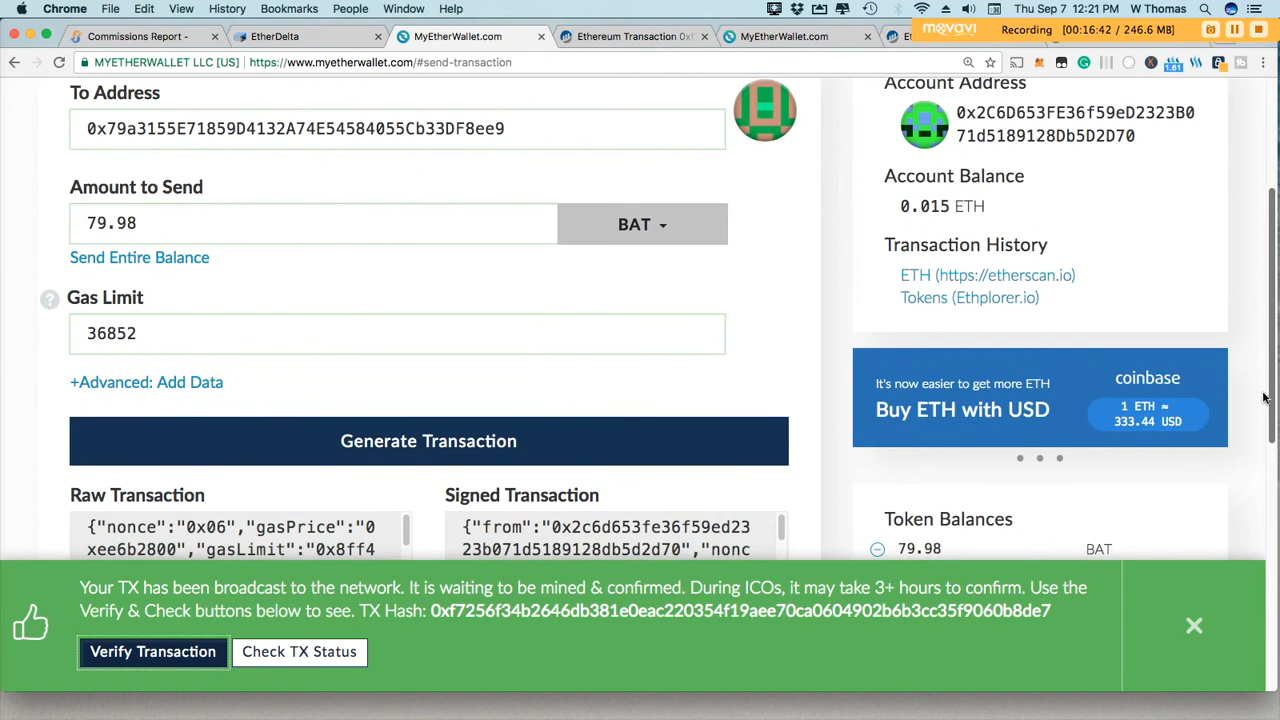 Chrome File Edit View History Bookmarks People Window Help Thu Sep 7 12:21 PM W Thomas
movavi Recording [00:16:42 / 246.6 MB]
Commissions Report - EtherDelta MyEtherWallet.com Ethereum Transaction 0xf MyEtherWallet.com
MYETHERWALLET LLC [US] https://www.myetherwallet.com/#send-transaction
1.61
To Address
0x79a3155E71859D4132A74E54584055Cb33DF8ee9
Amount to Send
79.98 BAT
Send Entire Balance
? Gas Limit
36852
+Advanced: Add Data
Generate Transaction
Raw Transaction
{"nonce":"0x06","gasPrice":"0
xee6b2800","gasLimit":"0x8ff4
Signed Transaction
{"from":"0x2c6d653fe36f59ed23
23b071d5189128db5d2d70","nonc
Account Address
0x2C6D653FE36f59eD2323B0
71d5189128Db5D2D70
Account Balance
0.015 ETH
Transaction History
ETH (https://etherscan.io)
Tokens (Ethplorer.io)
It's now easier to get more ETH
Buy ETH with USD
coinbase
1 ETH ≈
333.44 USD
Token Balances
79.98 BAT
Your TX has been broadcast to the network. It is waiting to be mined & confirmed. During ICOs, it may take 3+ hours to confirm. Use the
Verify & Check buttons below to see. TX Hash: 0xf7256f34b2646db381e0eac220354f19aee70ca0604902b6b3cc35f9060b8de7
Verify Transaction Check TX Status